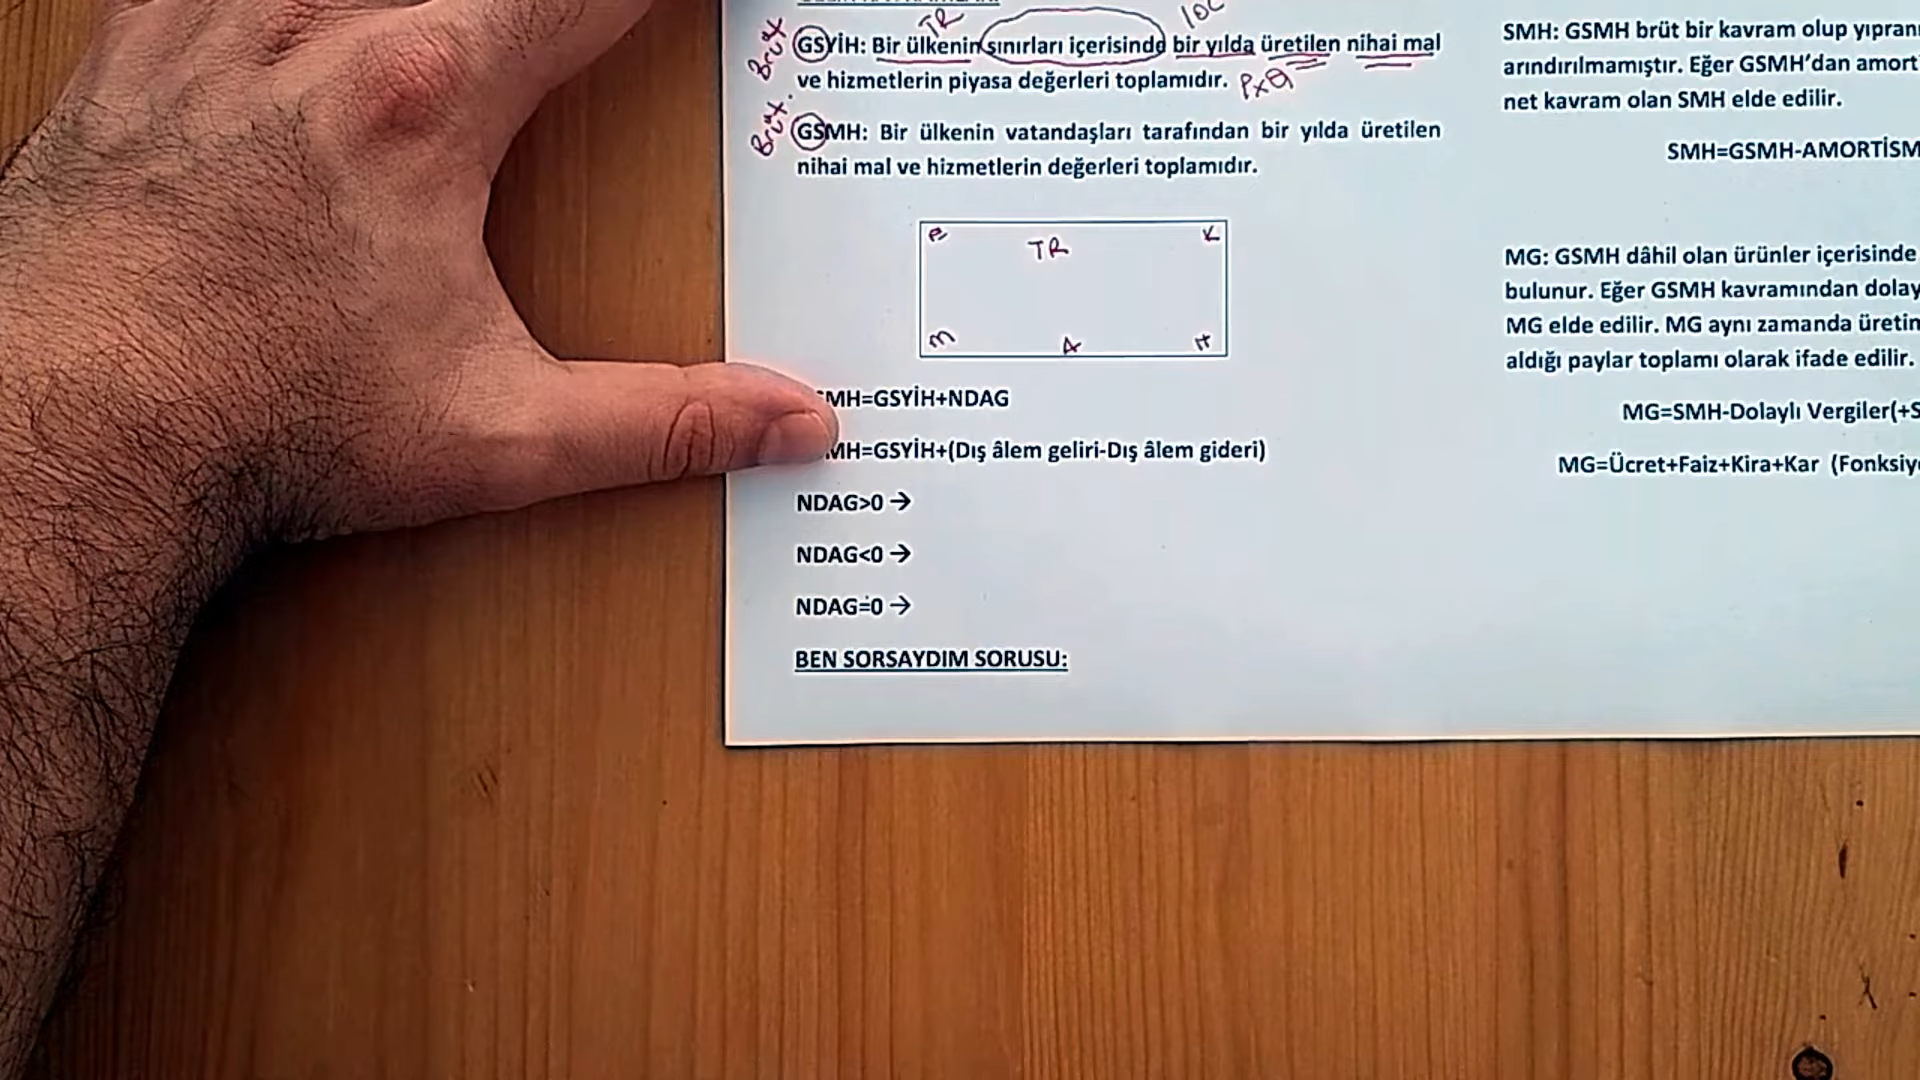 TR
Brüt GSYİH: Bir ülkenin sınırları içerisinde bir yılda üretilen nihai mal
ve hizmetlerin piyasa değerleri toplamıdır. PxQ
Brüt GSMH: Bir ülkenin vatandaşları tarafından bir yılda üretilen
nihai mal ve hizmetlerin değerleri toplamıdır.
TR K
M A H
MH=GSYİH+NDAG
MH=GSYİH+(Dış âlem geliri-Dış âlem gideri)
NDAG>0 →
NDAG<0 →
NDAG=0 →
BEN SORSAYDIM SORUSU:
SMH: GSMH brüt bir kavram olup
arındırılmamıştır. Eğer GSMH'dan
net kavram olan SMH elde edilir.
SMH=GSMH-AMORTİSM
MG: GSMH dâhil olan ürünler içerisinde
bulunur. Eğer GSMH kavramından
MG elde edilir. MG aynı zamanda
aldığı paylar toplamı olarak ifade edilir.
MG=SMH-Dolaylı Vergiler(+S
MG=Ücret+Faiz+Kira+Kar